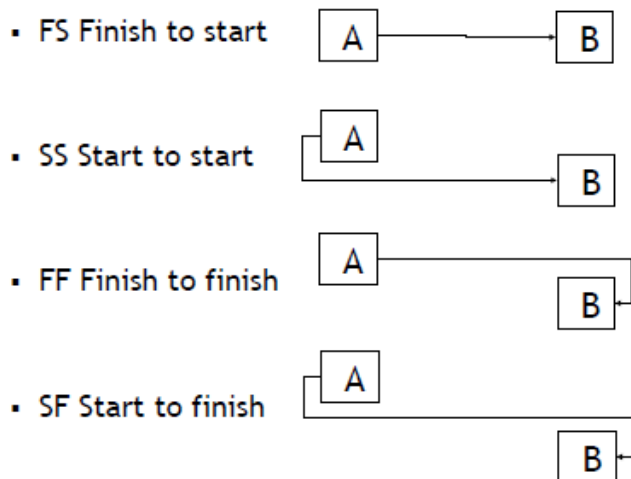 ▪ FS Finish to start A B
▪ SS Start to start A B
▪ FF Finish to finish A B
▪ SF Start to finish A B